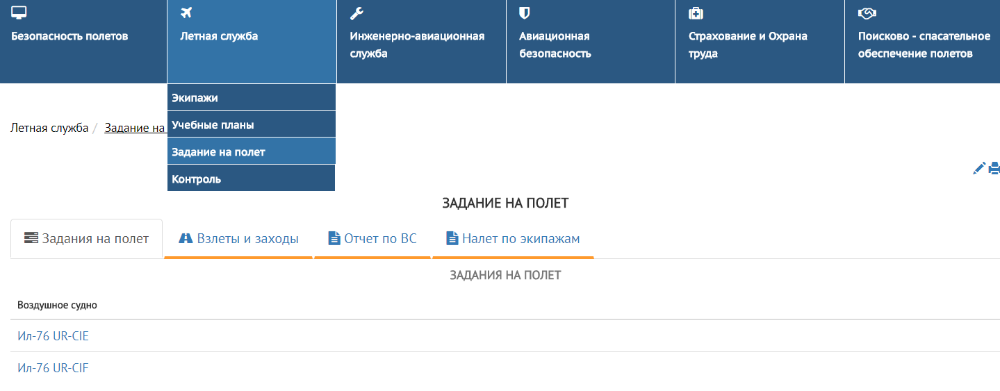 Безопасность полетов
Летная служба
Инженерно-авиационная
служба
Авиационная
безопасность
Страхование и Охрана
труда
Поисково - спасательное
обеспечение полетов
Экипажи
Учебные планы
Задание на полет
Контроль
Летная служба / Задание на
ЗАДАНИЕ НА ПОЛЕТ
Задания на полет
Взлеты и заходы
Отчет по ВС
Налет по экипажам
ЗАДАНИЯ НА ПОЛЕТ
Воздушное судно
Ил-76 UR-CIE
Ил-76 UR-CIF